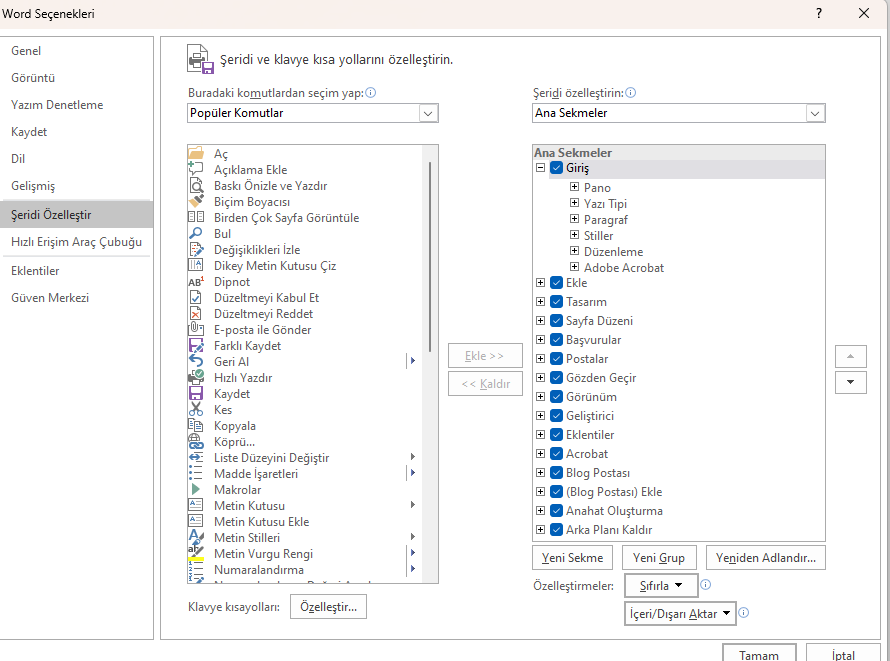 Word Seçenekleri
?
Genel
Görüntü
Yazım Denetleme
Kaydet
Dil
Gelişmiş
Şeridi Özelleştir
Hızlı Erişim Araç Çubuğu
Eklentiler
Güven Merkezi
Şeridi ve klavye kısa yollarını özelleştirin.
Buradaki komutlardan seçim yap:
Popüler Komutlar
Aç
Açıklama Ekle
Baskı Önizle ve Yazdır
Biçim Boyacısı
Birden Çok Sayfa Görüntüle
Bul
Değişiklikleri İzle
Dikey Metin Kutusu Çiz
Dipnot
Düzeltmeyi Kabul Et
Düzeltmeyi Reddet
E-posta ile Gönder
Farklı Kaydet
Geri Al
Hızlı Yazdır
Kaydet
Kes
Kopyala
Köprü...
Liste Düzeyini Değiştir
Madde İşaretleri
Makrolar
Metin Kutusu
Metin Kutusu Ekle
Metin Stilleri
Metin Vurgu Rengi
Numaralandırma
Klavye kısayolları:
Özelleştir...
Ekle >>
<< Kaldır
Şeridi özelleştirin:
Ana Sekmeler
Ana Sekmeler
Giriş
Pano
Yazı Tipi
Paragraf
Stiller
Düzenleme
Adobe Acrobat
Ekle
Tasarım
Sayfa Düzeni
Başvurular
Postalar
Gözden Geçir
Görünüm
Geliştirici
Eklentiler
Acrobat
Blog Postası
(Blog Postası) Ekle
Anahat Oluşturma
Arka Planı Kaldır
Yeni Sekme
Yeni Grup
Yeniden Adlandır...
Özelleştirmeler:
Sıfırla
İçeri/Dışarı Aktar
Tamam
İptal